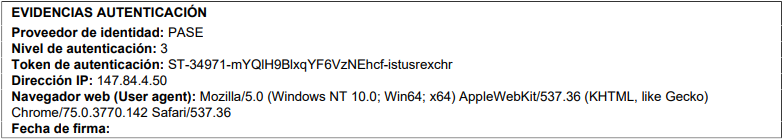 EVIDENCIAS AUTENTICACIÓN
Proveedor de identidad: PASE
Nivel de autenticación: 3
Token de autenticación: ST-34971-mYQlH9BlxqYF6VzNEhcf-istusrexchr
Dirección IP: 147.84.4.50
Navegador web (User agent): Mozilla/5.0 (Windows NT 10.0; Win64; x64) AppleWebKit/537.36 (KHTML, like Gecko)
Chrome/75.0.3770.142 Safari/537.36
Fecha de firma: